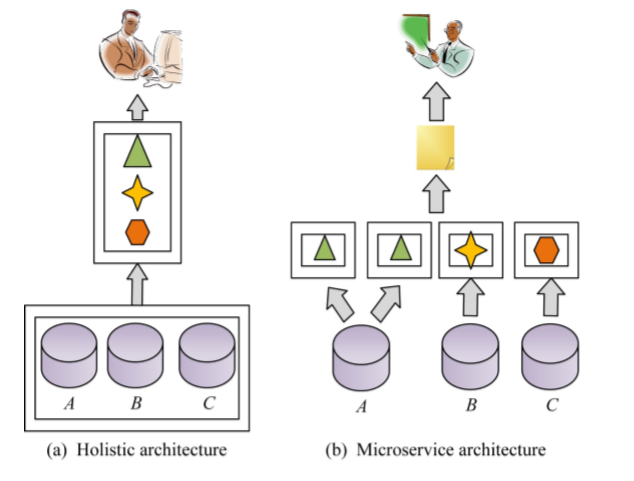 A B C
(a) Holistic architecture
A B C
(b) Microservice architecture